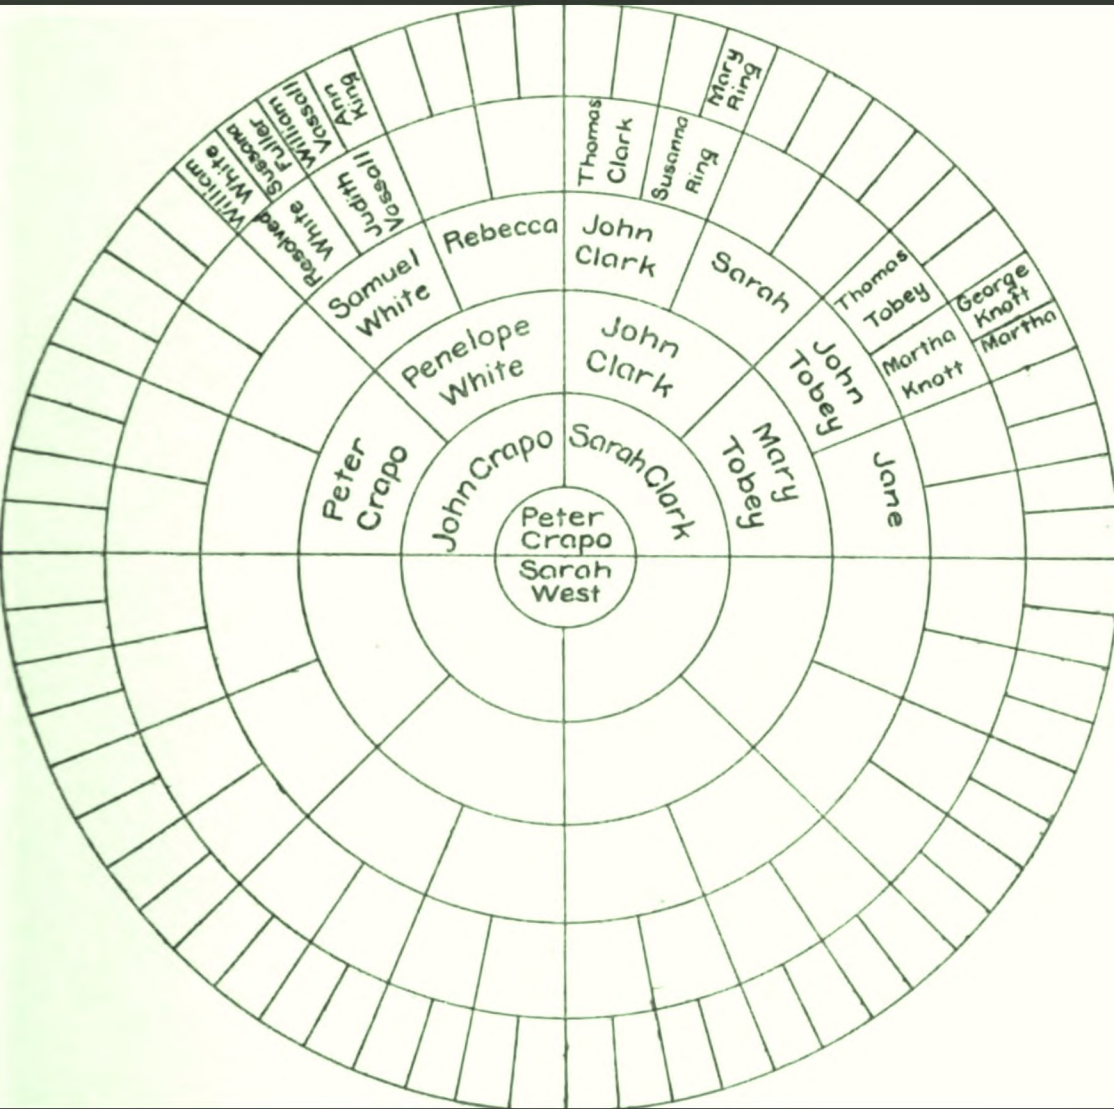 Peter
Crapo
Sarah
West
John Crapo
Sarah Clark
Peter
Crapo
Penelope
White
John
Clark
Mary
Tobey
Samuel
White
Rebecca
John
Clark
Sarah
John
Tobey
Jane
Resolved
White
Judith
Vassall
Thomas
Clark
Susanna
Ring
Thomas
Tobey
Martha
Knott
William
White
Sussana
Fuller
William
Vassall
Ann
King
Mary
Ring
George
Knott
Martha